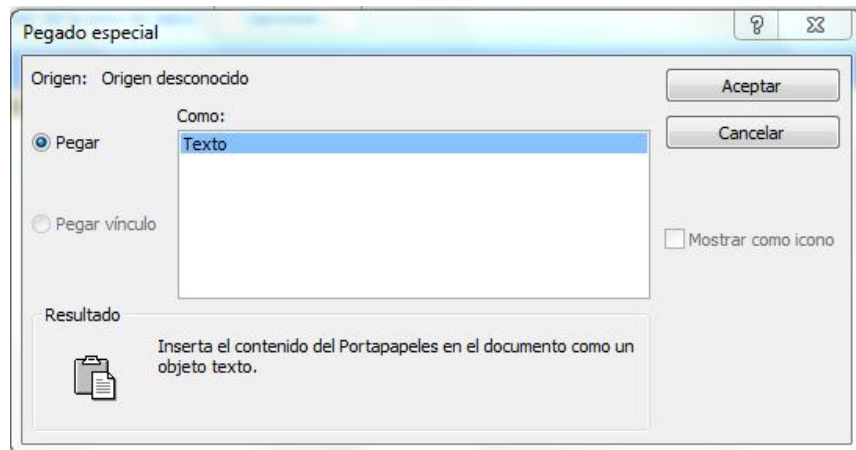 Pegado especial
Origen: Origen desconocido
Aceptar
Como:
Cancelar
Pegar
Texto
Pegar vínculo
Mostrar como icono
Resultado
Inserta el contenido del Portapapeles en el documento como un
objeto texto.